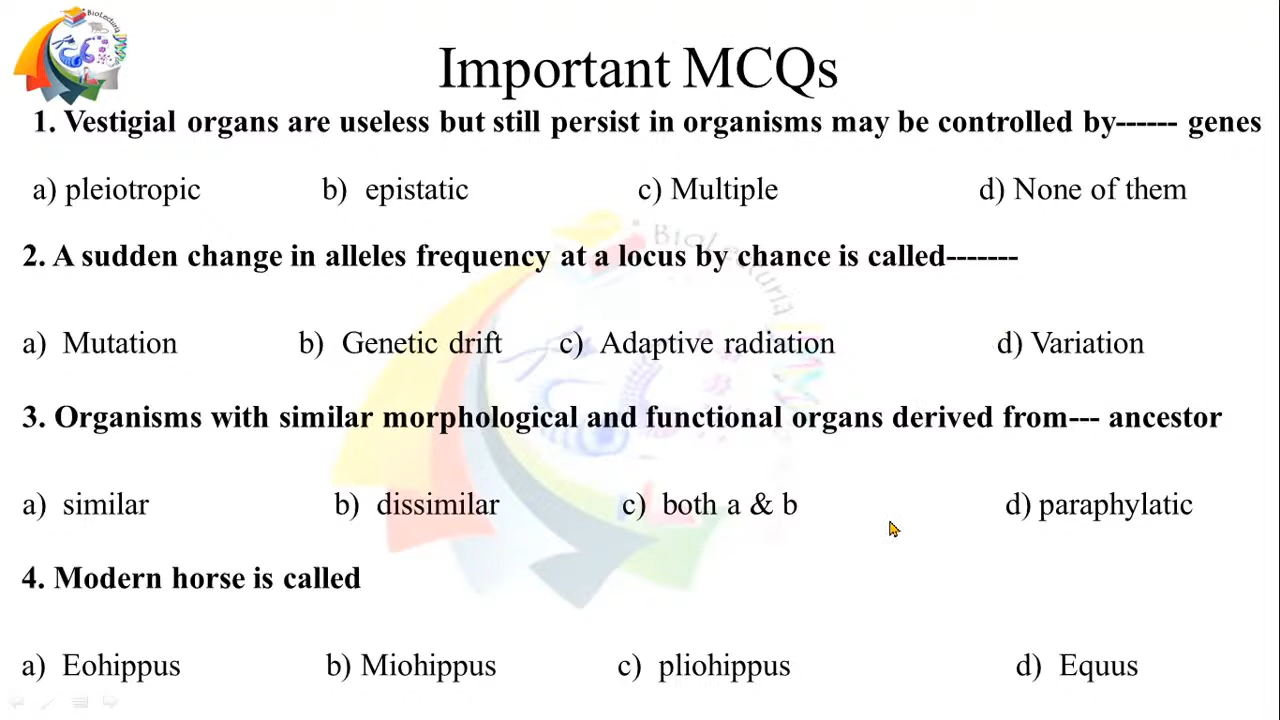 BioLecturia
Important MCQs
1. Vestigial organs are useless but still persist in organisms may be controlled by------ genes
a) pleiotropic b) epistatic c) Multiple d) None of them
2. A sudden change in alleles frequency at a locus by chance is called-------
a) Mutation b) Genetic drift c) Adaptive radiation d) Variation
3. Organisms with similar morphological and functional organs derived from--- ancestor
a) similar b) dissimilar c) both a & b d) paraphylatic
4. Modern horse is called
a) Eohippus b) Miohippus c) pliohippus d) Equus